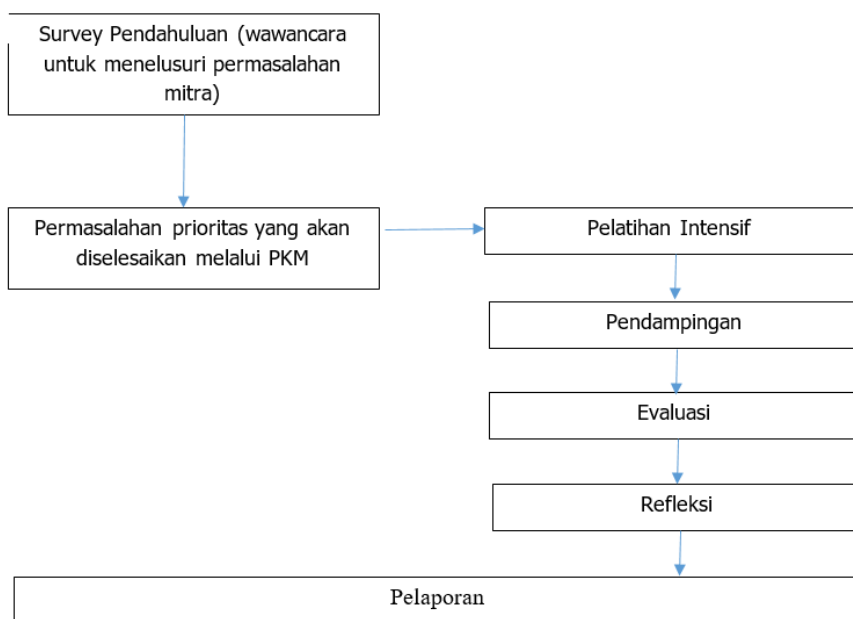 Survey Pendahuluan (wawancara
untuk menelusuri permasalahan
mitra)
Permasalahan prioritas yang akan
diselesaikan melalui PKM
Pelatihan Intensif
Pendampingan
Evaluasi
Refleksi
Pelaporan